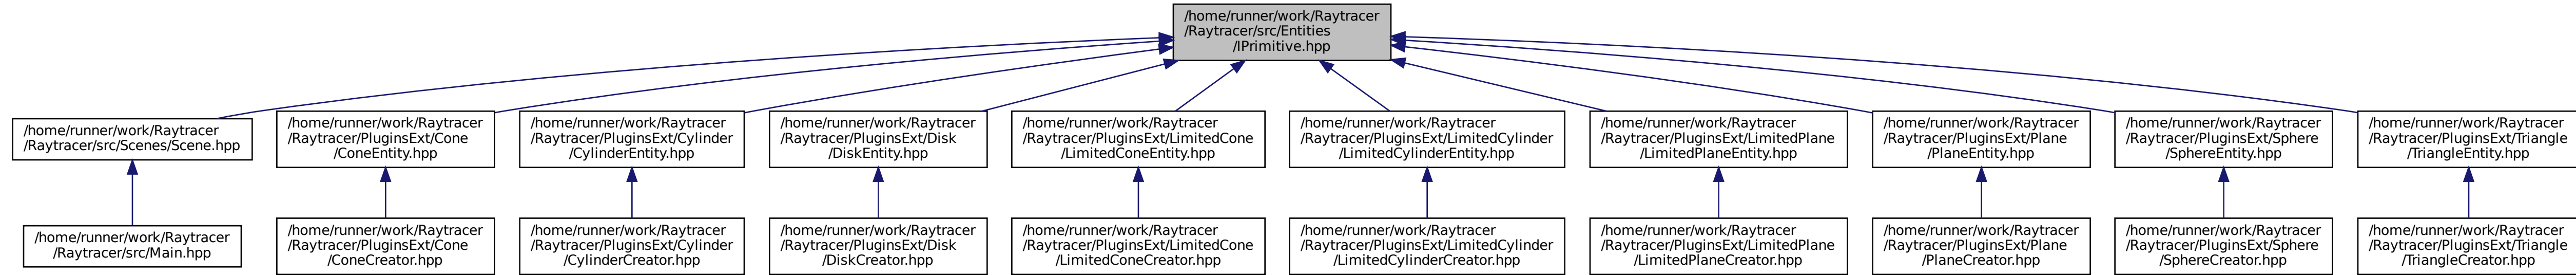 /home/runner/work/Raytracer
/Raytracer/src/Entities
/IPrimitive.hpp
/home/runner/work/Raytracer
/Raytracer/src/Scenes/Scene.hpp
/home/runner/work/Raytracer
/Raytracer/PluginsExt/Cone
/ConeEntity.hpp
/home/runner/work/Raytracer
/Raytracer/PluginsExt/Cylinder
/CylinderEntity.hpp
/home/runner/work/Raytracer
/Raytracer/PluginsExt/Disk
/DiskEntity.hpp
/home/runner/work/Raytracer
/Raytracer/PluginsExt/LimitedCone
/LimitedConeEntity.hpp
/home/runner/work/Raytracer
/Raytracer/PluginsExt/LimitedCylinder
/LimitedCylinderEntity.hpp
/home/runner/work/Raytracer
/Raytracer/PluginsExt/LimitedPlane
/LimitedPlaneEntity.hpp
/home/runner/work/Raytracer
/Raytracer/PluginsExt/Plane
/PlaneEntity.hpp
/home/runner/work/Raytracer
/Raytracer/PluginsExt/Sphere
/SphereEntity.hpp
/home/runner/work/Raytracer
/Raytracer/PluginsExt/Triangle
/TriangleEntity.hpp
/home/runner/work/Raytracer
/Raytracer/src/Main.hpp
/home/runner/work/Raytracer
/Raytracer/PluginsExt/Cone
/ConeCreator.hpp
/home/runner/work/Raytracer
/Raytracer/PluginsExt/Cylinder
/CylinderCreator.hpp
/home/runner/work/Raytracer
/Raytracer/PluginsExt/Disk
/DiskCreator.hpp
/home/runner/work/Raytracer
/Raytracer/PluginsExt/LimitedCone
/LimitedConeCreator.hpp
/home/runner/work/Raytracer
/Raytracer/PluginsExt/LimitedCylinder
/LimitedCylinderCreator.hpp
/home/runner/work/Raytracer
/Raytracer/PluginsExt/LimitedPlane
/LimitedPlaneCreator.hpp
/home/runner/work/Raytracer
/Raytracer/PluginsExt/Plane
/PlaneCreator.hpp
/home/runner/work/Raytracer
/Raytracer/PluginsExt/Sphere
/SphereCreator.hpp
/home/runner/work/Raytracer
/Raytracer/PluginsExt/Triangle
/TriangleCreator.hpp